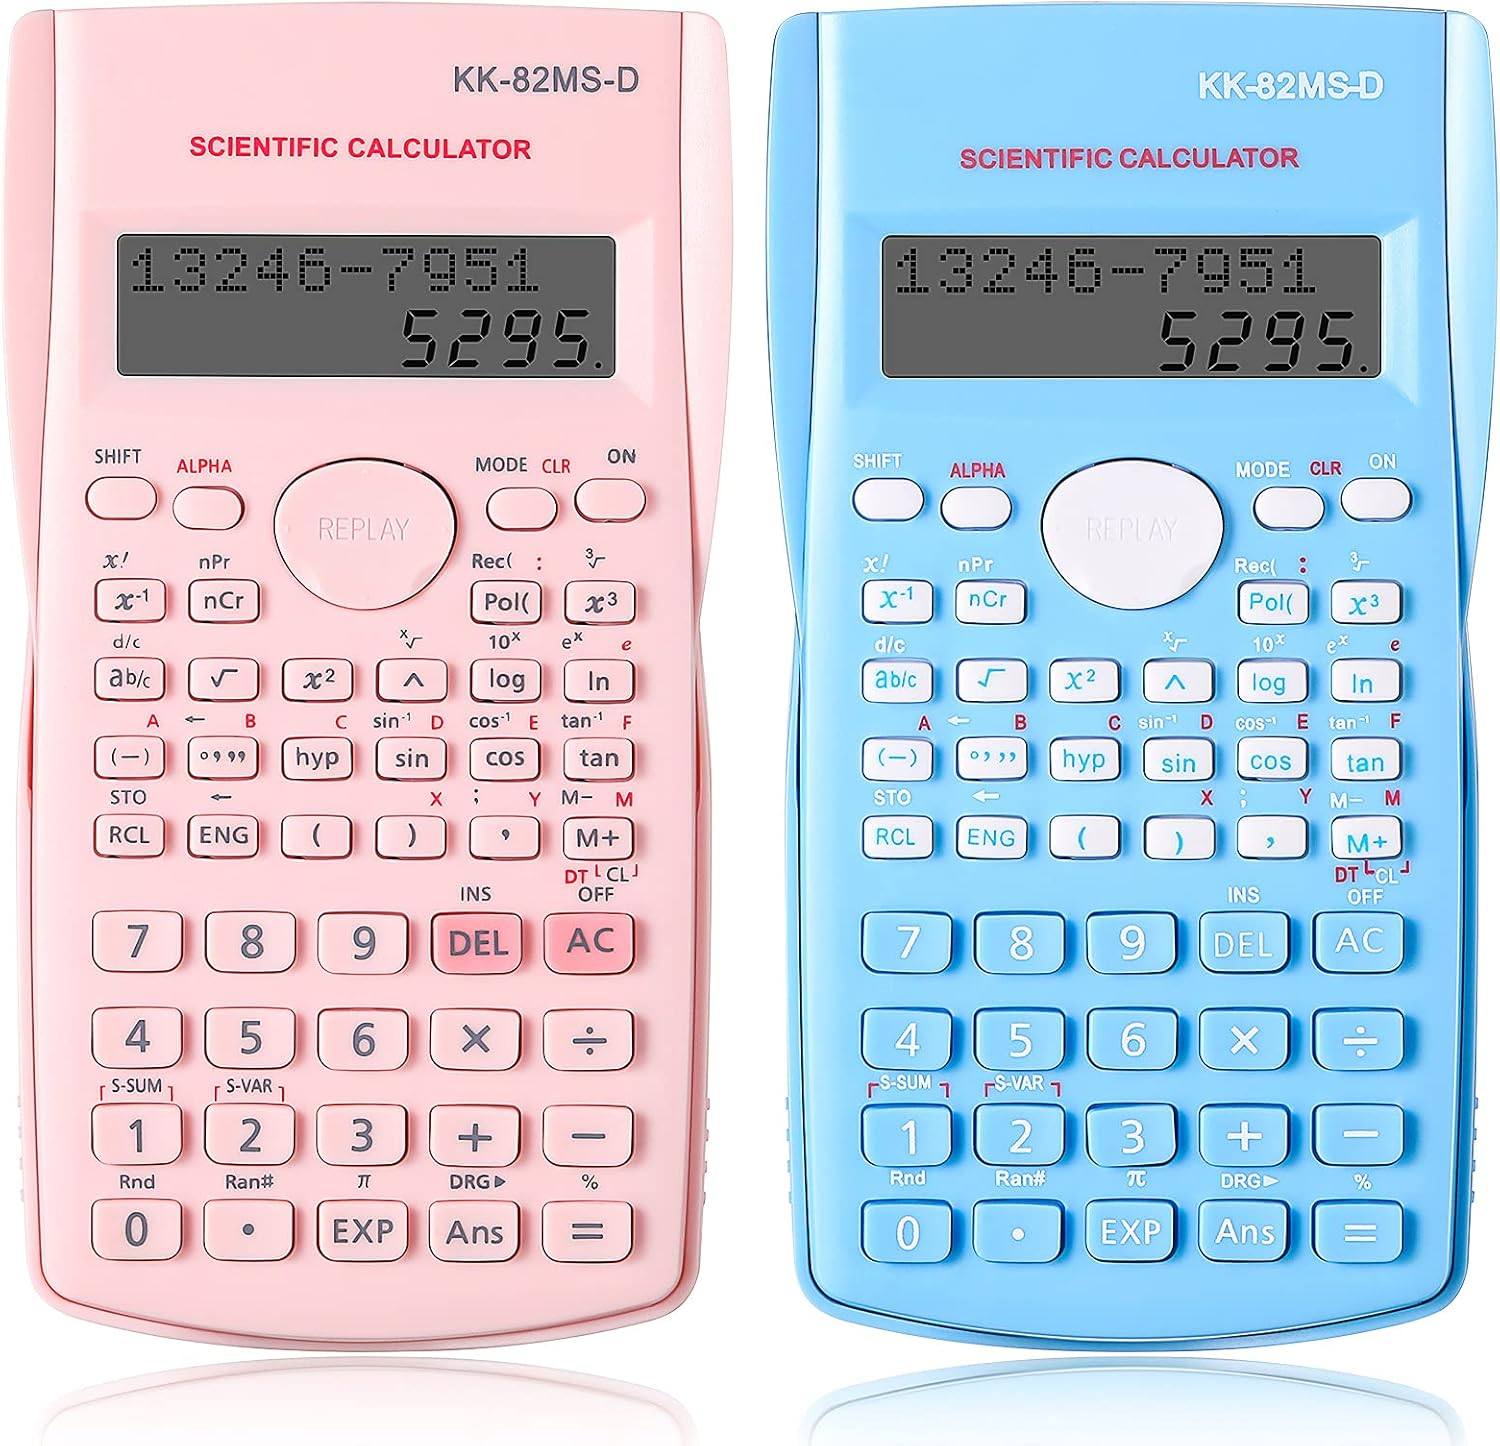 KK-82MS-D
SCIENTIFIC CALCULATOR
13246-7951
5295.
SHIFT ALPHA MODE CLR ON
REPLAY
x! nPr Rec( : ³√
x⁻¹ nCr Pol( x³
d/c ˣ√ 10ˣ eˣ e
ab/c √ x² ^ log ln
A ← B C sin⁻¹ D cos⁻¹ E tan⁻¹ F
(−) °,,, hyp sin cos tan
STO ← X ; Y M− M
RCL ENG ( ) , M+
DT CL
INS OFF
7 8 9 DEL AC
4 5 6 × ÷
S-SUM S-VAR
1 2 3 + −
Rnd Ran# π DRG▶ %
0 · EXP Ans =
KK-82MS-D
SCIENTIFIC CALCULATOR
13246-7951
5295.
SHIFT ALPHA MODE CLR ON
REPLAY
x! nPr Rec( : ³√
x⁻¹ nCr Pol( x³
d/c ˣ√ 10ˣ eˣ e
ab/c √ x² ^ log ln
A ← B C sin⁻¹ D cos⁻¹ E tan⁻¹ F
(−) °,,, hyp sin cos tan
STO ← X ; Y M− M
RCL ENG ( ) , M+
DT CL
INS OFF
7 8 9 DEL AC
4 5 6 × ÷
S-SUM S-VAR
1 2 3 + −
Rnd Ran# π DRG▶ %
0 · EXP Ans =